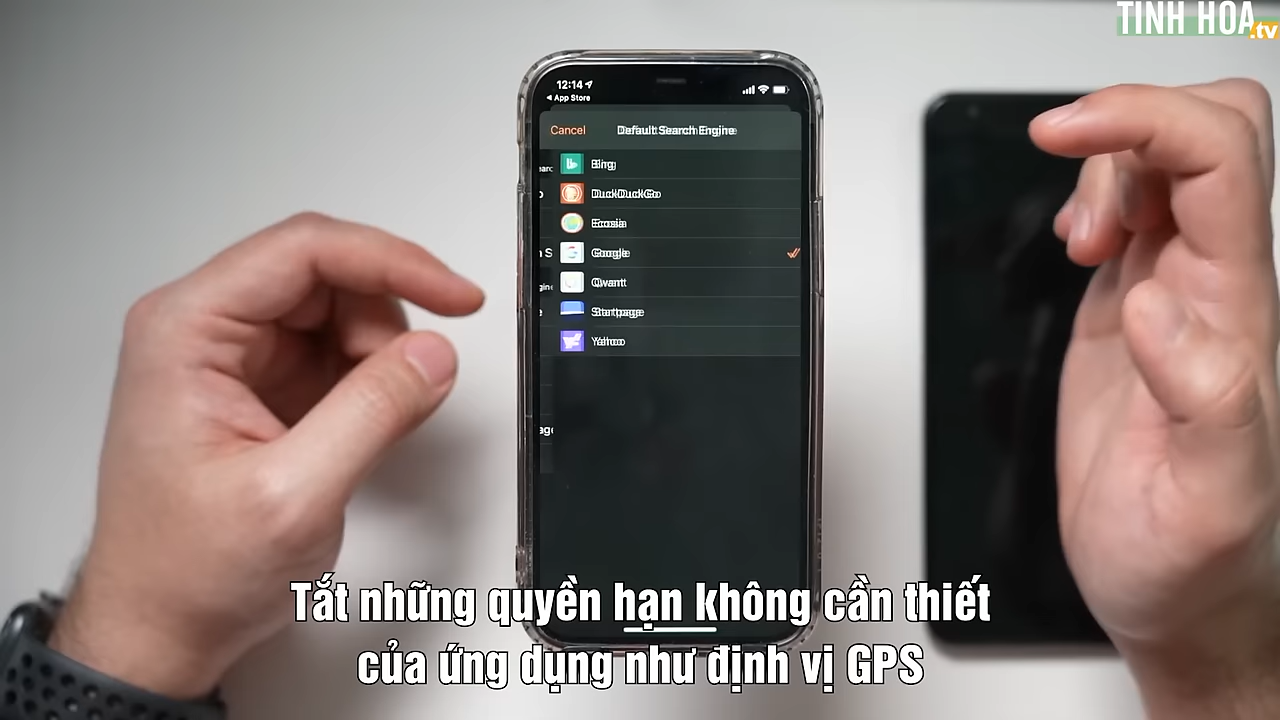 TINH HOA
.tv
12:14
App Store
Cancel
Default Search Engine
Bing
DuckDuckGo
Ecosia
Google
Qwant
Startpage
Yahoo
Tắt những quyền hạn không cần thiết
của ứng dụng như định vị GPS